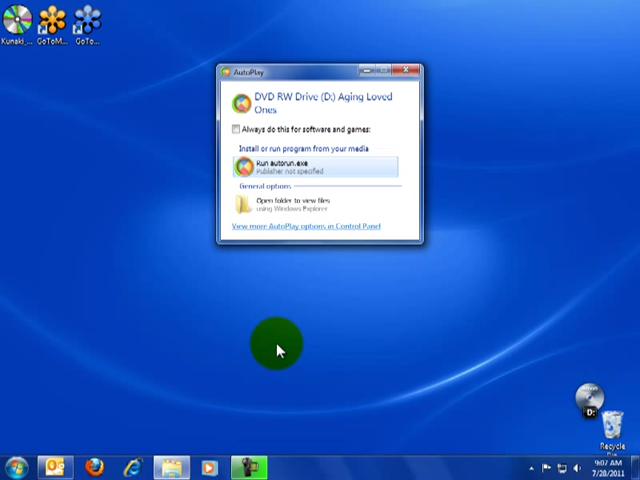 Kunaki_... GoToM... GoTo...
AutoPlay
DVD RW Drive (D:) Aging Loved
Ones
Always do this for software and games:
Install or run program from your media
Run autorun.exe
Publisher not specified
General options
Open folder to view files
using Windows Explorer
View more AutoPlay options in Control Panel
D:
Recycle
9:07 AM
7/28/2011